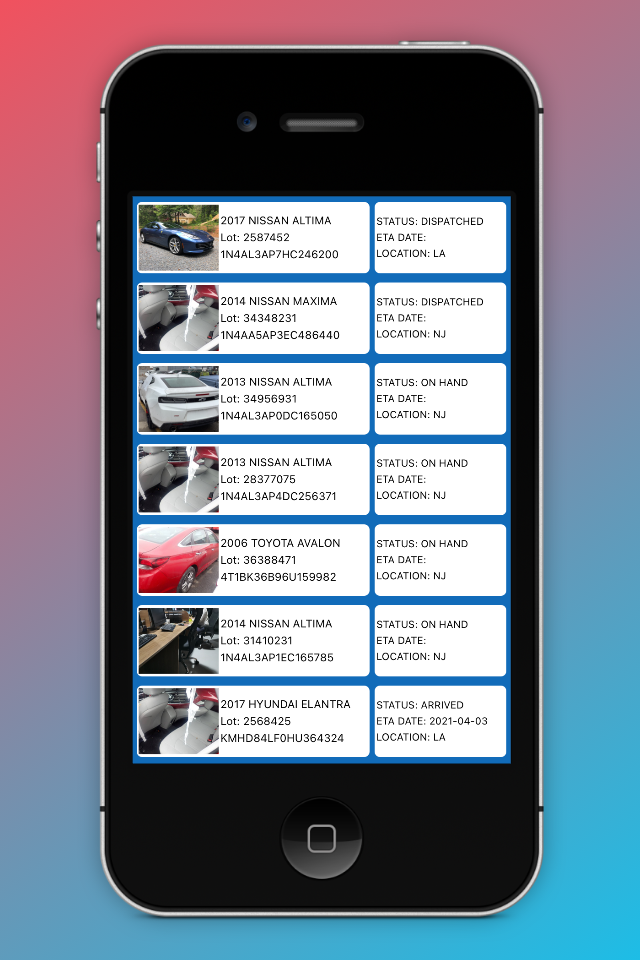 2017 NISSAN ALTIMA
Lot: 2587452
1N4AL3AP7HC246200
STATUS: DISPATCHED
ETA DATE:
LOCATION: LA
2014 NISSAN MAXIMA
Lot: 34348231
1N4AA5AP3EC486440
STATUS: DISPATCHED
ETA DATE:
LOCATION: NJ
2013 NISSAN ALTIMA
Lot: 34956931
1N4AL3AP0DC165050
STATUS: ON HAND
ETA DATE:
LOCATION: NJ
2013 NISSAN ALTIMA
Lot: 28377075
1N4AL3AP4DC256371
STATUS: ON HAND
ETA DATE:
LOCATION: NJ
2006 TOYOTA AVALON
Lot: 36388471
4T1BK36B96U159982
STATUS: ON HAND
ETA DATE:
LOCATION: NJ
2014 NISSAN ALTIMA
Lot: 31410231
1N4AL3AP1EC165785
STATUS: ON HAND
ETA DATE:
LOCATION: NJ
2017 HYUNDAI ELANTRA
Lot: 2568425
KMHD84LF0HU364324
STATUS: ARRIVED
ETA DATE: 2021-04-03
LOCATION: LA